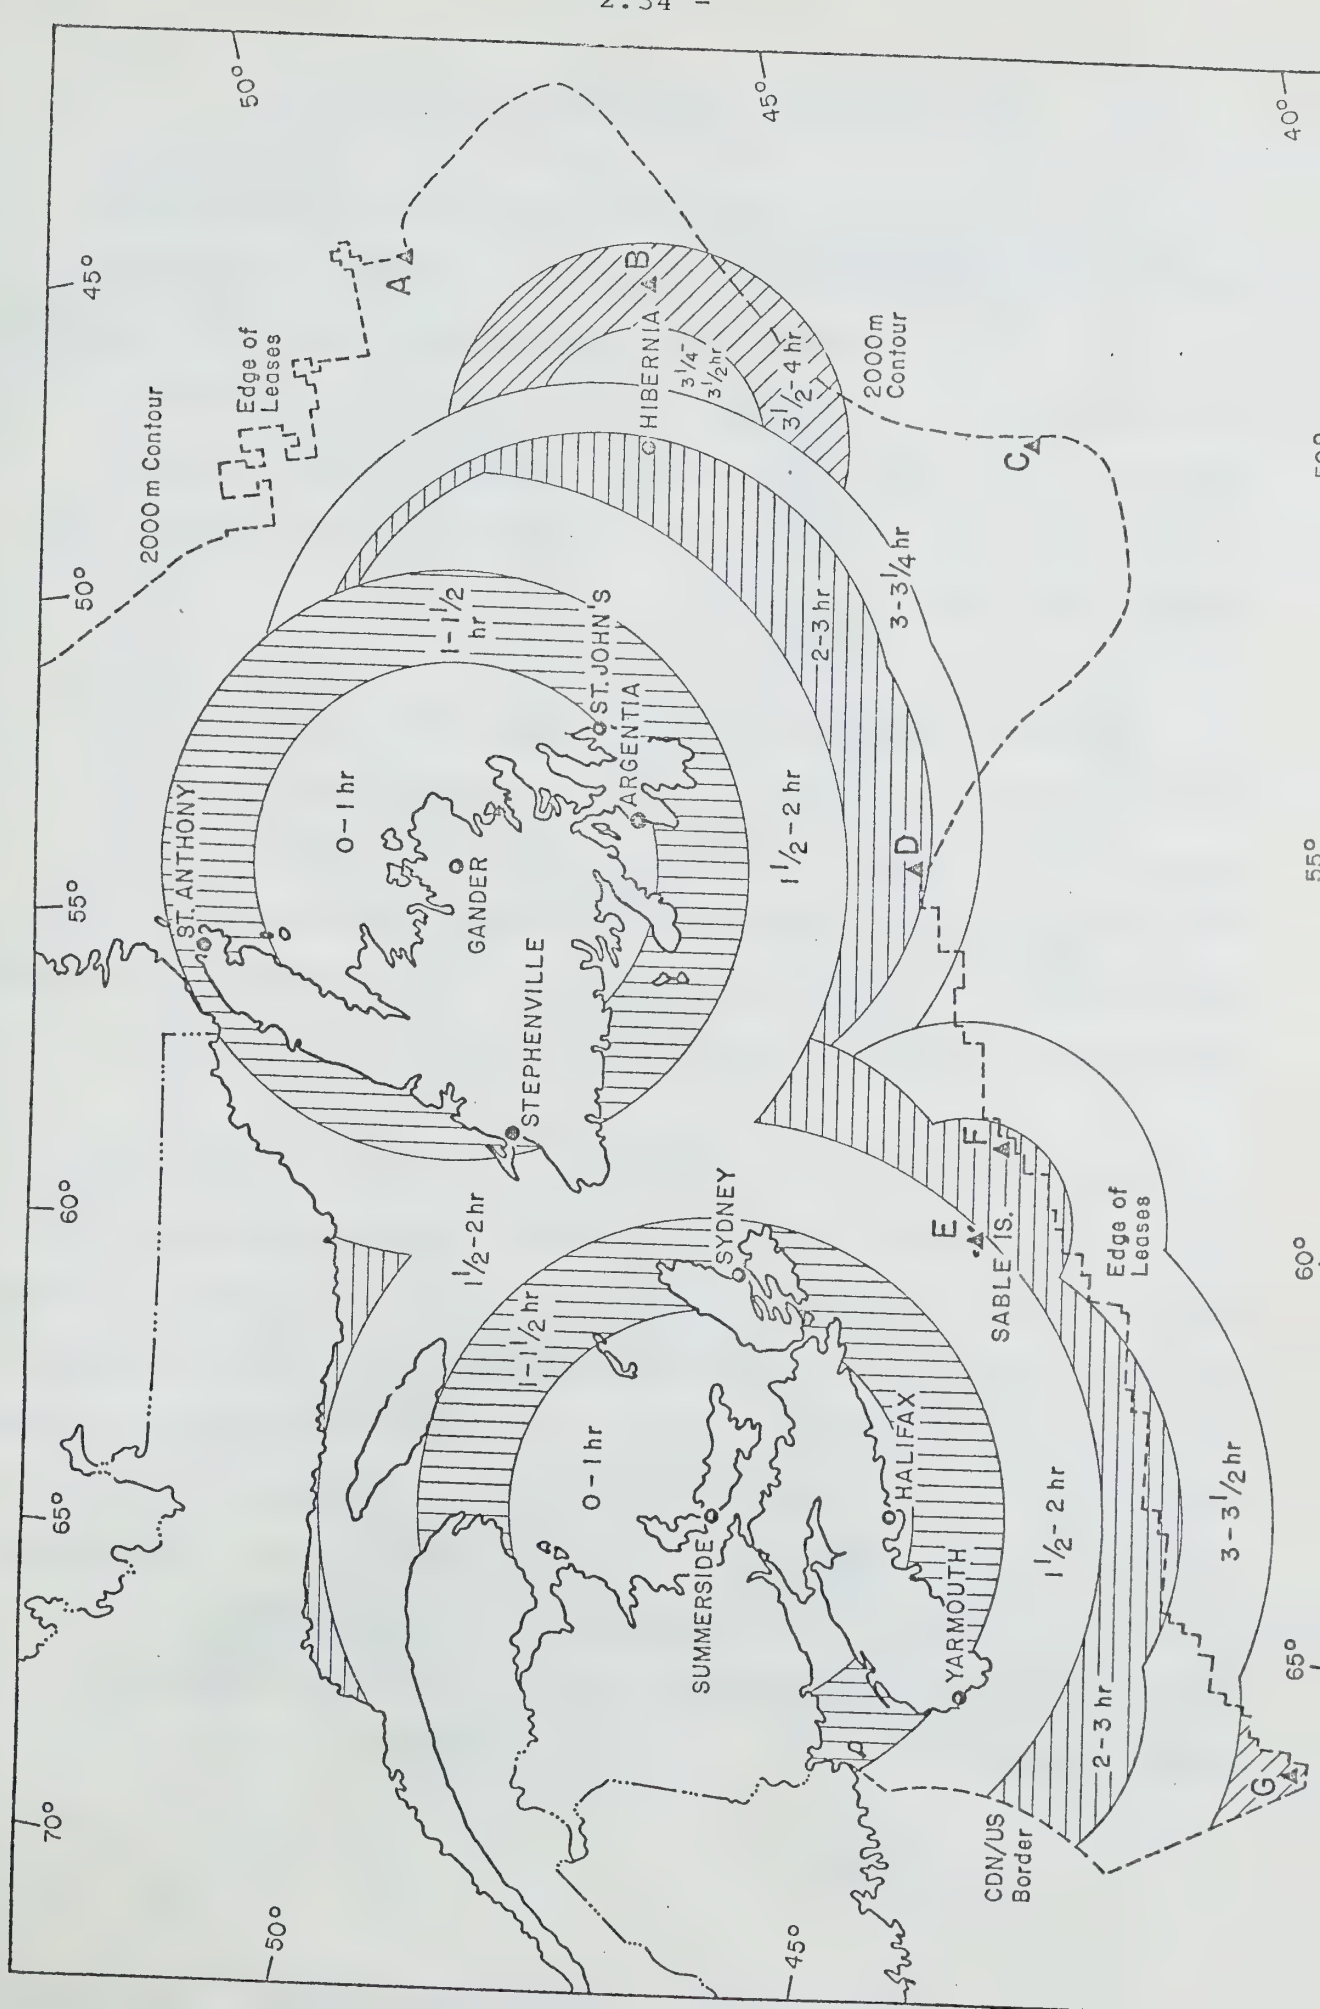 2.34 -
50°
45°
40°
45°
50°
55°
60°
65°
70°
50°
45°
50°
55°
60°
65°
2000m Contour
Edge of
Leases
A
B
HIBERNIA
3 1/4 -
3 1/2 hr
3 1/2 - 4 hr
2000m
Contour
C
3 - 3 1/4 hr
2-3 hr
1 1/2 - 2 hr
1 - 1 1/2
hr
ST. JOHN'S
ARGENTIA
0 - 1 hr
ST. ANTHONY
GANDER
STEPHENVILLE
D
F
E
SABLE IS.
Edge of
Leases
SYDNEY
1 1/2 - 2 hr
1 - 1 1/2 hr
0 - 1 hr
HALIFAX
SUMMERSIDE
YARMOUTH
1 1/2 - 2 hr
3 - 3 1/2 hr
2-3 hr
G
CDN/US
Border